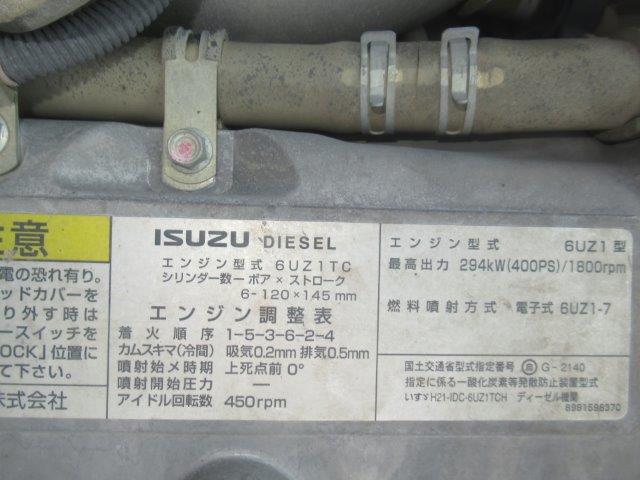 注意
電の恐れ有り。
ッドカバーを
り外す時は
ースイッチを
OCK」位置に
て下さい。
株式会社
ISUZU DIESEL
エンジン型式 6UZ1TC
シリンダー数－ボア×ストローク
6-120×145mm
エンジン調整表
着火順序 1-5-3-6-2-4
カムスキマ(冷間) 吸気0.2mm 排気0.5mm
噴射始メ時期 上死点前 0°
噴射開始圧力 —
アイドル回転数 450rpm
エンジン型式 6UZ1型
最高出力 294kW(400PS)/1800rpm
燃料噴射方式 電子式 6UZ1-7
国土交通省型式指定番号 G-2140
指定に係る一酸化炭素等発散防止装置型式
いすゞH21-IDC-6UZ1TCH ディーゼル機関
8981598370